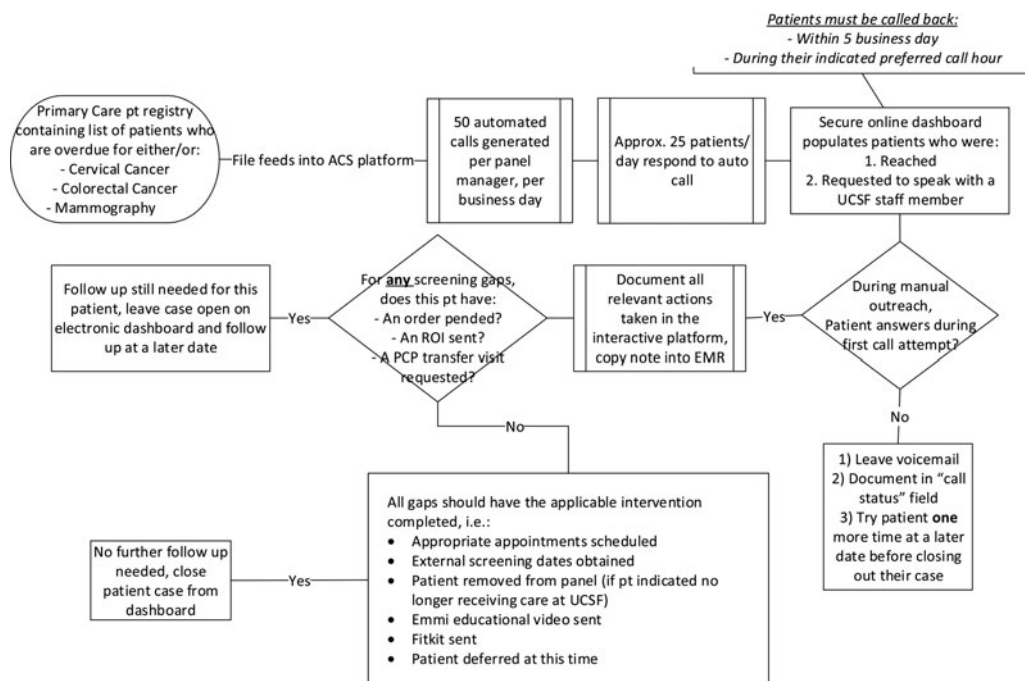 Patients must be called back:
- Within 5 business day
- During their indicated preferred call hour
Primary Care pt registry
containing list of patients who
are overdue for either/or:
- Cervical Cancer
- Colorectal Cancer
- Mammography
File feeds into ACS platform
50 automated
calls generated
per panel
manager, per
business day
Approx. 25 patients/
day respond to auto
call
Secure online dashboard
populates patients who were:
1. Reached
2. Requested to speak with a
UCSF staff member
Follow up still needed for this
patient, leave case open on
electronic dashboard and follow
up at a later date
Yes
For any screening gaps,
does this pt have:
- An order pended?
- An ROI sent?
- A PCP transfer visit
requested?
Document all
relevant actions
taken in the
interactive platform,
copy note into EMR
Yes
During manual
outreach,
Patient answers during
first call attempt?
No
No
1) Leave voicemail
2) Document in “call
status” field
3) Try patient one
more time at a later
date before closing
out their case
All gaps should have the applicable intervention
completed, i.e.:
• Appropriate appointments scheduled
• External screening dates obtained
• Patient removed from panel (if pt indicated no
longer receiving care at UCSF)
• Emmi educational video sent
• Fitkit sent
• Patient deferred at this time
Yes
No further follow up
needed, close
patient case from
dashboard